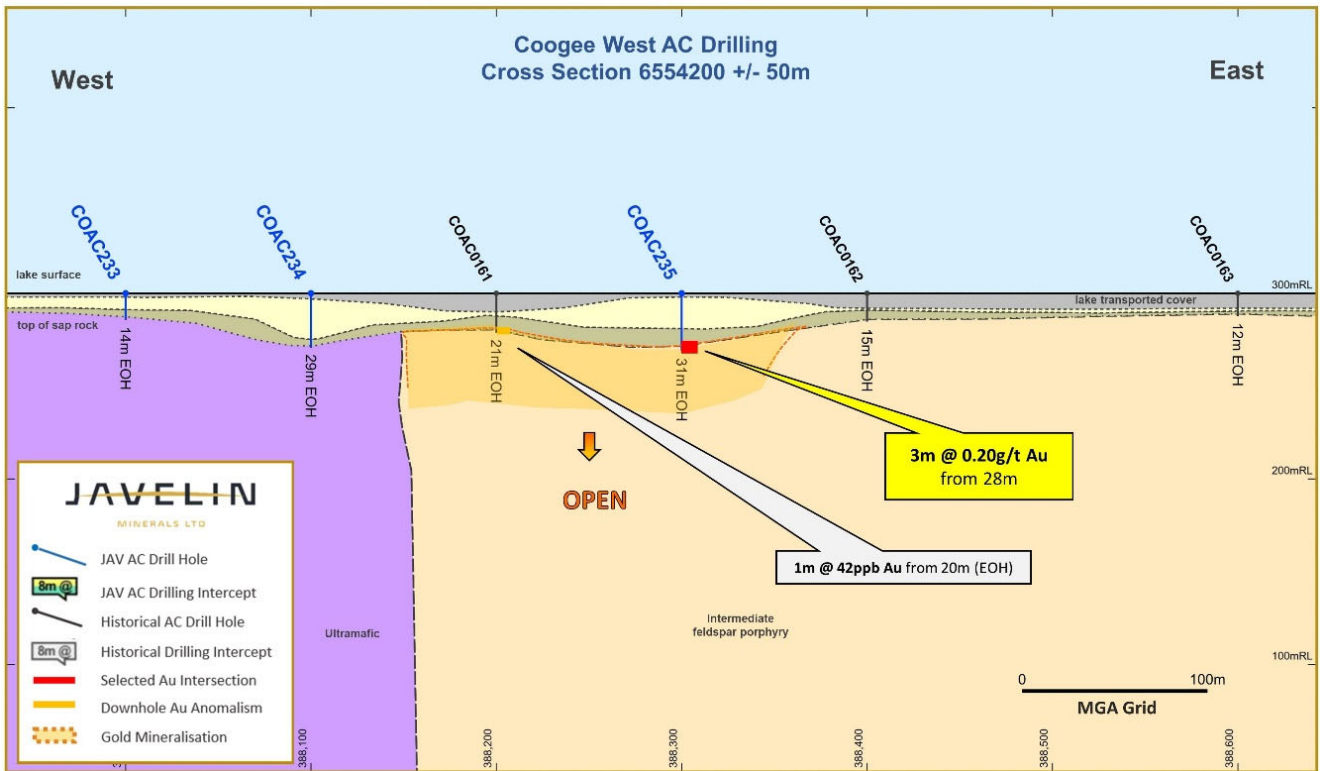 Coogee West AC Drilling
Cross Section 6554200 +/- 50m
West
East
COAC233
COAC234
COAC0161
COAC235
COAC0162
COAC0163
lake surface
300mRL
lake transported cover
top of sap rock
14m EOH
29m EOH
21m EOH
31m EOH
15m EOH
12m EOH
3m @ 0.20g/t Au
from 28m
200mRL
OPEN
1m @ 42ppb Au from 20m (EOH)
JAVELIN
MINERALS LTD
JAV AC Drill Hole
8m @
JAV AC Drilling Intercept
Historical AC Drill Hole
8m @
Historical Drilling Intercept
Selected Au Intersection
Downhole Au Anomalism
Gold Mineralisation
Ultramafic
Intermediate
feldspar porphyry
100mRL
0
100m
MGA Grid
388,100
388,200
388,300
388,400
388,500
388,600